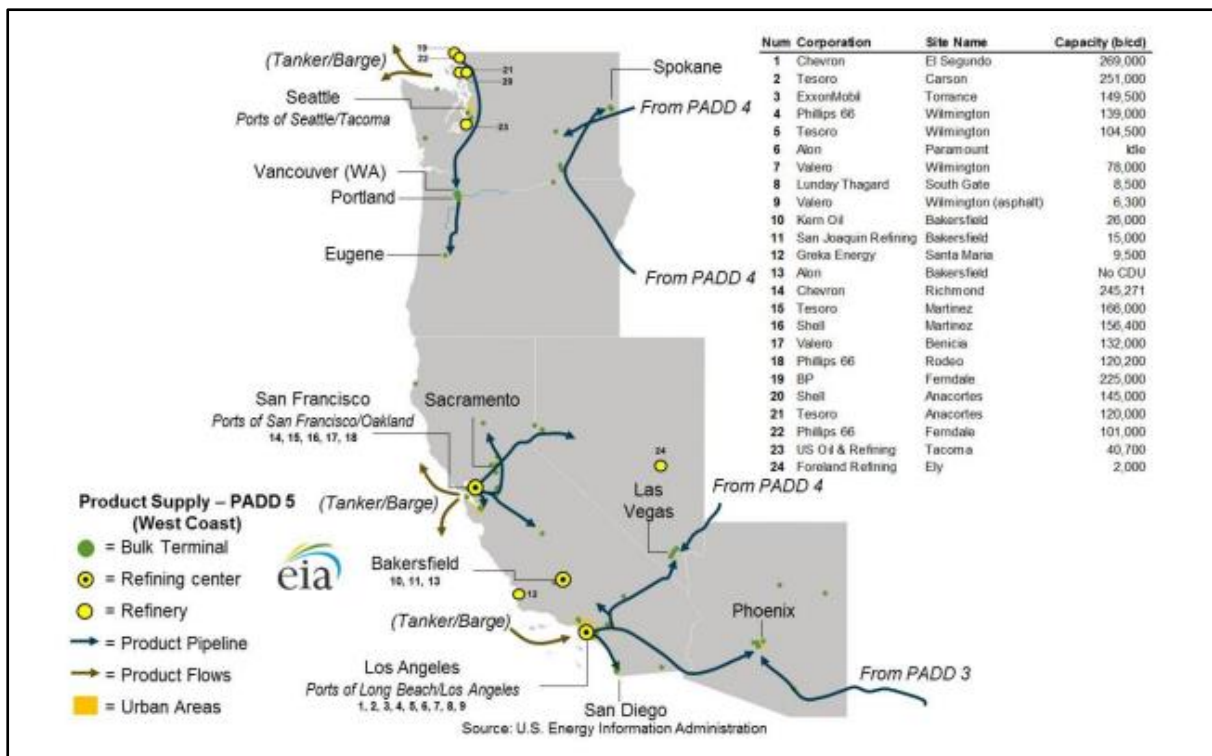 (Tanker/Barge)
19
22
21
20
Seattle
Ports of Seattle/Tacoma
23
Spokane
From PADD 4
Vancouver (WA)
Portland
Eugene
From PADD 4
Num Corporation Site Name Capacity (b/cd)
1 Chevron El Segundo 269,000
2 Tesoro Carson 251,000
3 ExxonMobil Torrance 149,500
4 Phillips 66 Wilmington 139,000
5 Tesoro Wilmington 104,500
6 Alon Paramount Idle
7 Valero Wilmington 78,000
8 Lunday Thagard South Gate 8,500
9 Valero Wilmington (asphalt) 6,300
10 Kern Oil Bakersfield 26,000
11 San Joaquin Refining Bakersfield 15,000
12 Greka Energy Santa Maria 9,500
13 Alon Bakersfield No CDU
14 Chevron Richmond 245,271
15 Tesoro Martinez 166,000
16 Shell Martinez 156,400
17 Valero Benicia 132,000
18 Phillips 66 Rodeo 120,200
19 BP Ferndale 225,000
20 Shell Anacortes 145,000
21 Tesoro Anacortes 120,000
22 Phillips 66 Ferndale 101,000
23 US Oil & Refining Tacoma 40,700
24 Foreland Refining Ely 2,000
San Francisco
Ports of San Francisco/Oakland
14, 15, 16, 17, 18
Sacramento
24
Las
Vegas
From PADD 4
(Tanker/Barge)
Bakersfield
10, 11, 13
12
(Tanker/Barge)
Phoenix
From PADD 3
Los Angeles
Ports of Long Beach/Los Angeles
1, 2, 3, 4, 5, 6, 7, 8, 9
San Diego
Product Supply – PADD 5
(West Coast)
= Bulk Terminal
= Refining center
= Refinery
= Product Pipeline
= Product Flows
= Urban Areas
eia
Source: U.S. Energy Information Administration